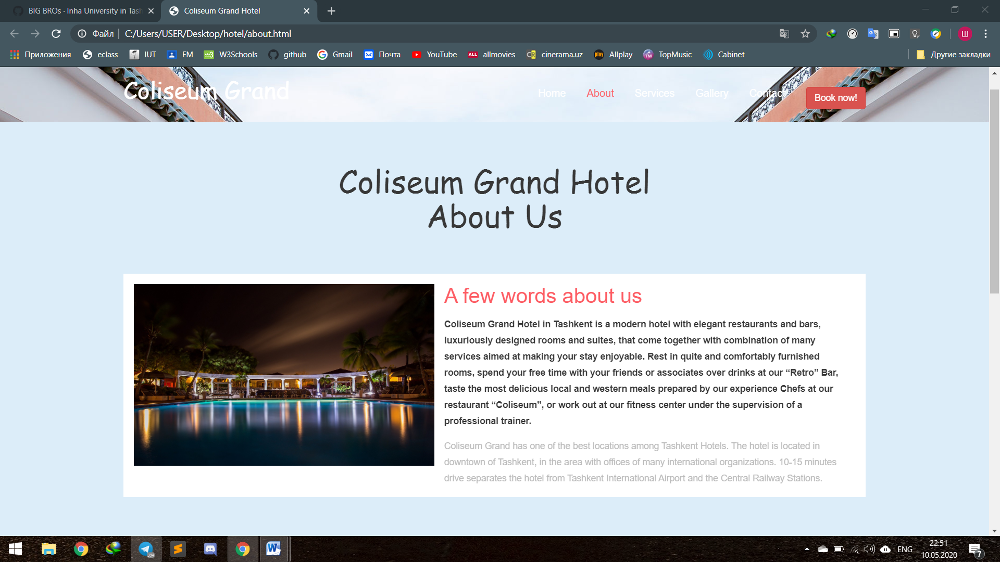 BIG BROs · Inha University in Tash
Coliseum Grand Hotel
Файл
C:/Users/USER/Desktop/hotel/about.html
Ш
Приложения
eclass
IUT
EM
W3Schools
github
Gmail
Почта
YouTube
allmovies
cinerama.uz
Allplay
TopMusic
Cabinet
Другие закладки
Coliseum Grand
Home
About
Services
Gallery
Contact
Book now!
Coliseum Grand Hotel
About Us
A few words about us
Coliseum Grand Hotel in Tashkent is a modern hotel with elegant restaurants and bars,
luxuriously designed rooms and suites, that come together with combination of many
services aimed at making your stay enjoyable. Rest in quite and comfortably furnished
rooms, spend your free time with your friends or associates over drinks at our “Retro” Bar,
taste the most delicious local and western meals prepared by our experience Chefs at our
restaurant “Coliseum”, or work out at our fitness center under the supervision of a
professional trainer.
Coliseum Grand has one of the best locations among Tashkent Hotels. The hotel is located in
downtown of Tashkent, in the area with offices of many international organizations. 10-15 minutes
drive separates the hotel from Tashkent International Airport and the Central Railway Stations.
394
ENG
22:51
10.05.2020
7